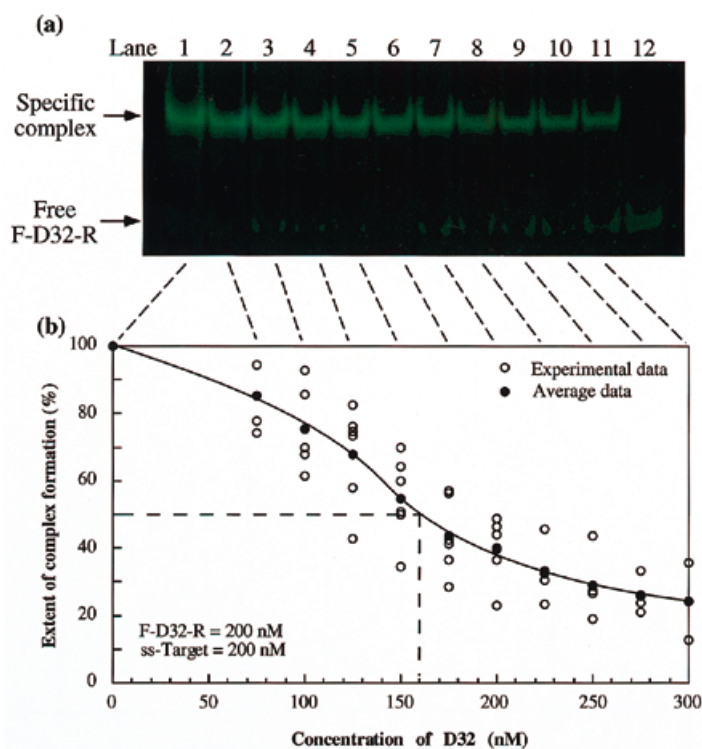 (a)
Lane 1 2 3 4 5 6 7 8 9 10 11 12
Specific
complex
Free
F-D32-R
(b)
Extent of complex formation (%)
100
80
60
40
20
0
Experimental data
Average data
F-D32-R = 200 nM
ss-Target = 200 nM
0 50 100 150 200 250 300
Concentration of D32 (nM)